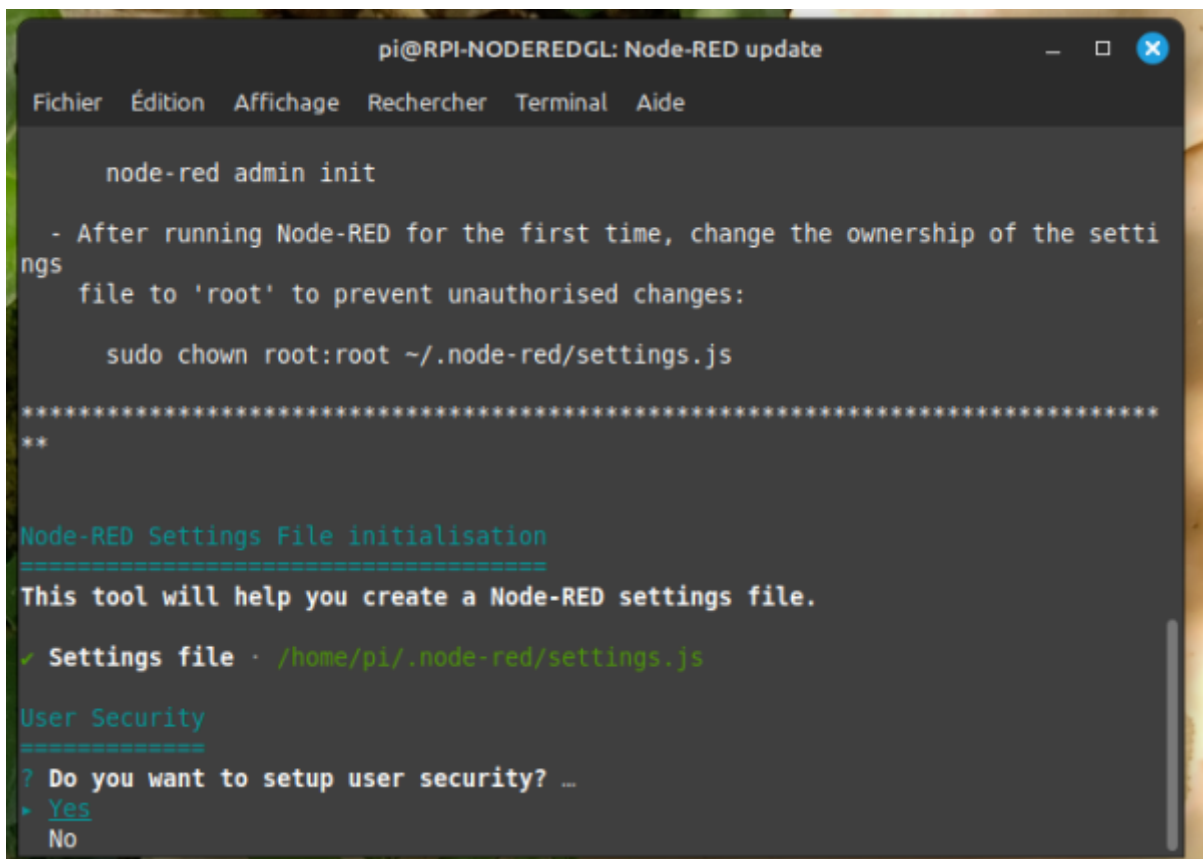 pi@RPI-NODEREDGL: Node-RED update
Fichier Édition Affichage Rechercher Terminal Aide
node-red admin init
- After running Node-RED for the first time, change the ownership of the setti
ngs
file to 'root' to prevent unauthorised changes:
sudo chown root:root ~/.node-red/settings.js
********************************************************************************
**
Node-RED Settings File initialisation
=====================================
This tool will help you create a Node-RED settings file.
✔ Settings file · /home/pi/.node-red/settings.js
User Security
=============
? Do you want to setup user security? …
▸ Yes
No